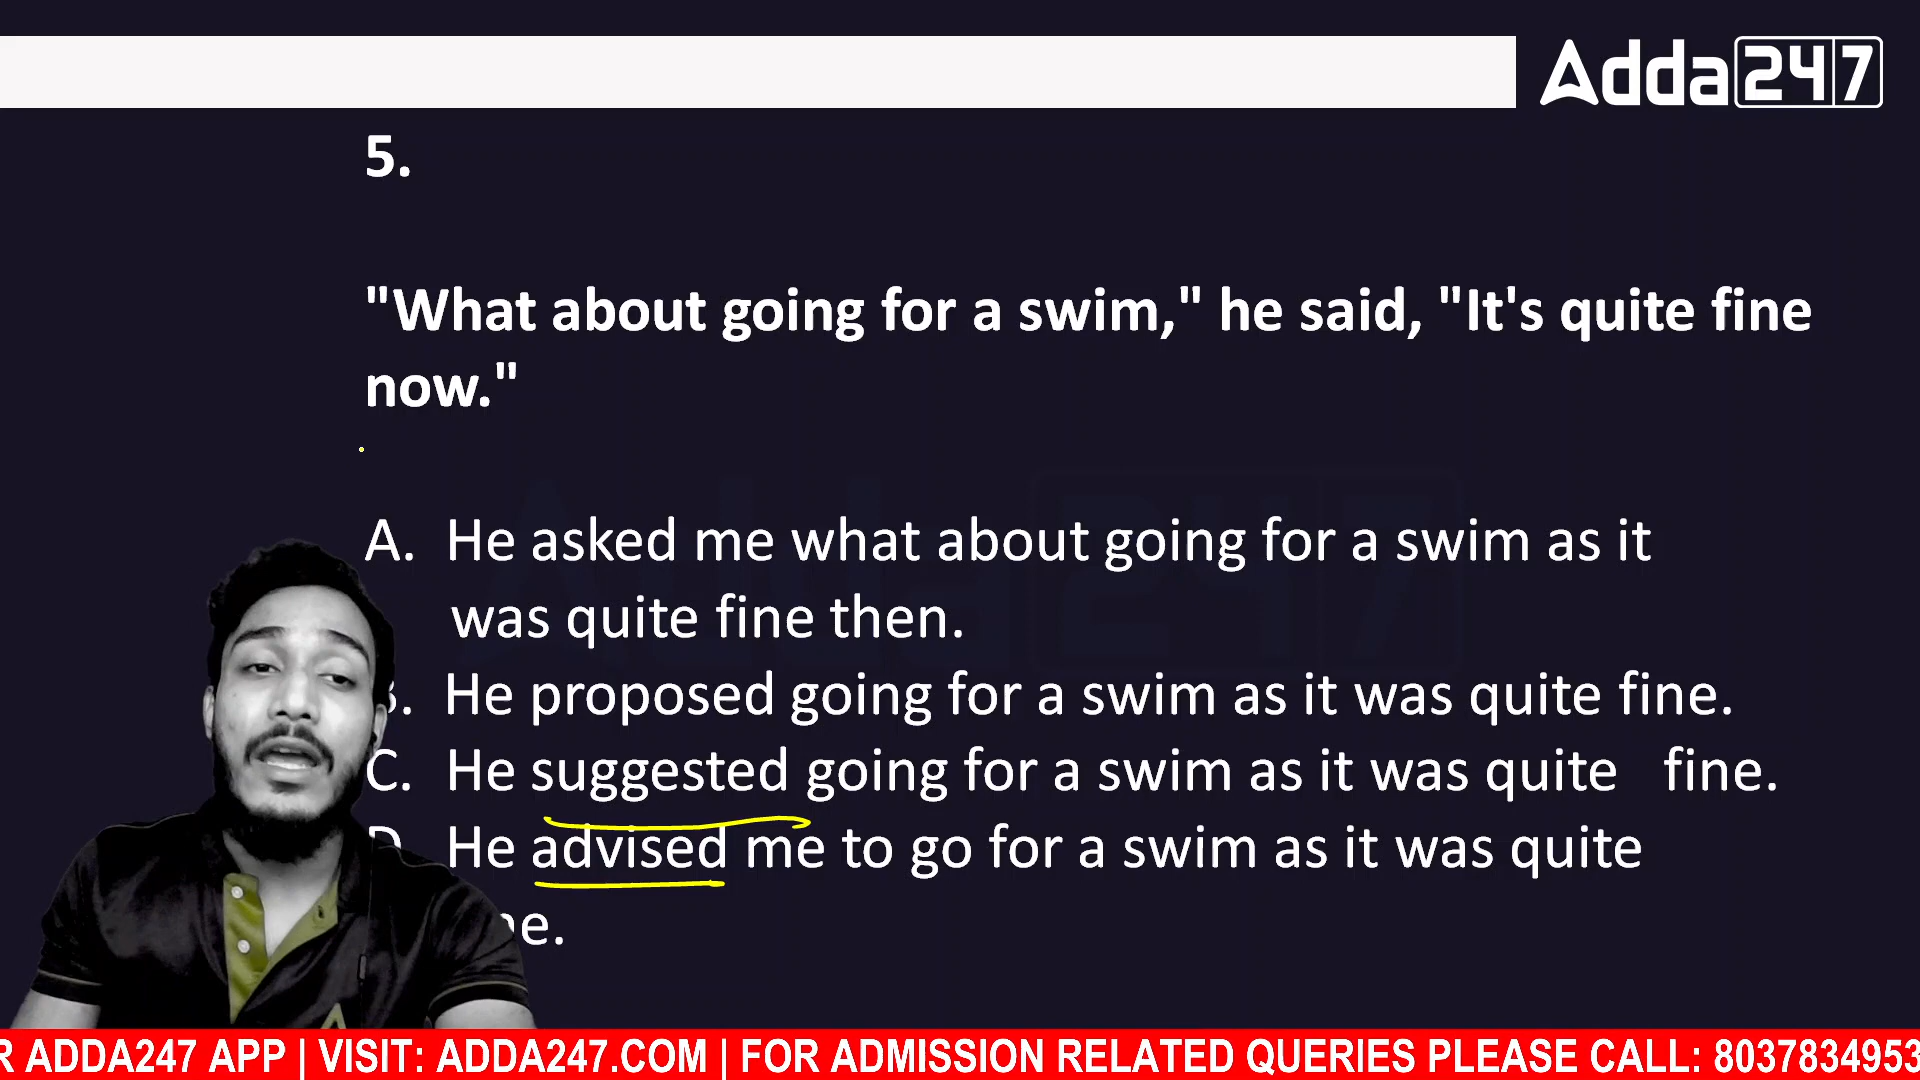 Adda247
5.
"What about going for a swim," he said, "It's quite fine
now."
A. He asked me what about going for a swim as it
was quite fine then.
B. He proposed going for a swim as it was quite fine.
C. He suggested going for a swim as it was quite fine.
D. He advised me to go for a swim as it was quite
ne.
R ADDA247 APP | VISIT: ADDA247.COM | FOR ADMISSION RELATED QUERIES PLEASE CALL: 8037834953